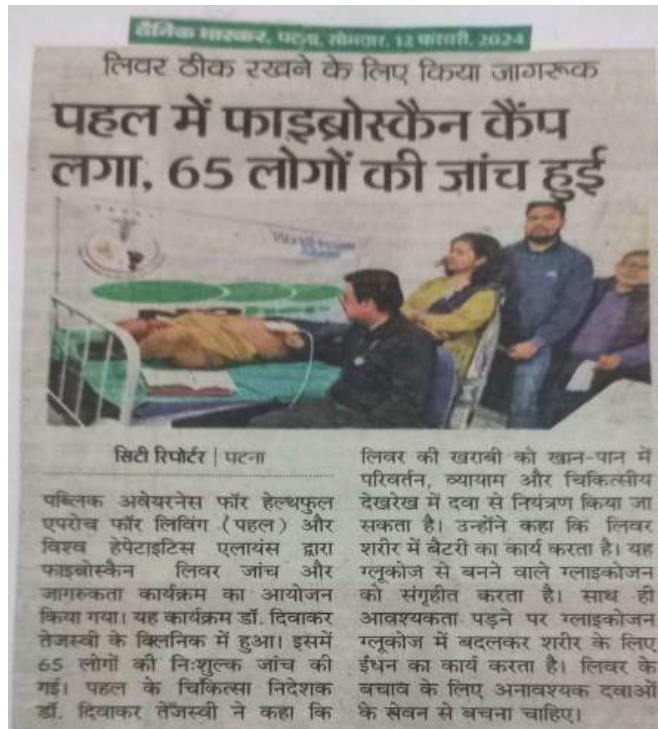 दैनिक भास्कर, पटना, सोमवार, 12 फरवरी, 2024
लिवर ठीक रखने के लिए किया जागरूक
पहल में फाइब्रोस्कैन कैंप
लगा, 65 लोगों की जांच हुई
सिटी रिपोर्टर | पटना
पब्लिक अवेयरनेस फॉर हेल्थफुल
एपरोच फॉर लिविंग (पहल) और
विश्व हेपेटाइटिस एलायंस द्वारा
फाइब्रोस्कैन लिवर जांच और
जागरुकता कार्यक्रम का आयोजन
किया गया। यह कार्यक्रम डॉ. दिवाकर
तेजस्वी के क्लिनिक में हुआ। इसमें
65 लोगों की निःशुल्क जांच की
गई। पहल के चिकित्सा निदेशक
डॉ. दिवाकर तेजस्वी ने कहा कि
लिवर की खराबी को खान-पान में
परिवर्तन, व्यायाम और चिकित्सीय
देखरेख में दवा से नियंत्रण किया जा
सकता है। उन्होंने कहा कि लिवर
शरीर में बैटरी का कार्य करता है। यह
ग्लूकोज से बनने वाले ग्लाइकोजन
को संगृहीत करता है। साथ ही
आवश्यकता पड़ने पर ग्लाइकोजन
ग्लूकोज में बदलकर शरीर के लिए
ईंधन का कार्य करता है। लिवर के
बचाव के लिए अनावश्यक दवाओं
के सेवन से बचना चाहिए।